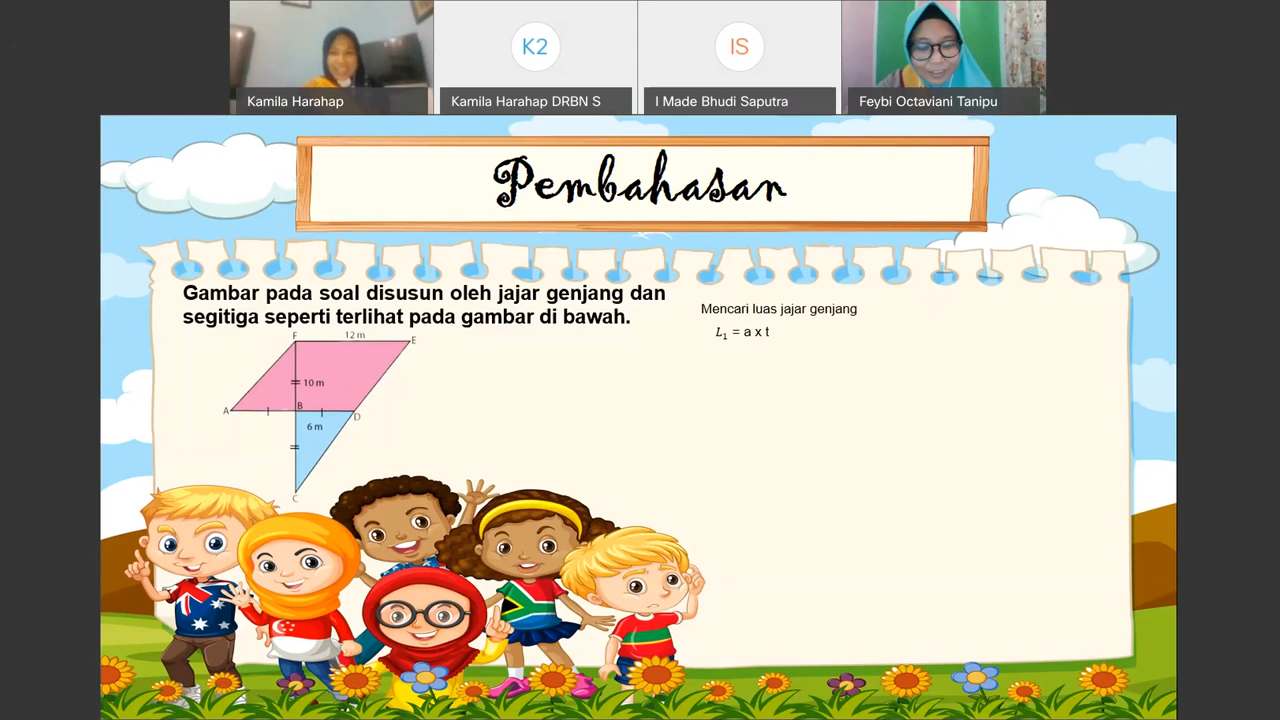 K2
IS
Kamila Harahap
Kamila Harahap DRBN S
I Made Bhudi Saputra
Feybi Octaviani Tanipu
Pembahasan
Gambar pada soal disusun oleh jajar genjang dan
segitiga seperti terlihat pada gambar di bawah.
F
12 m
E
10 m
A
B
D
6 m
C
Mencari luas jajar genjang
L₁ = a x t